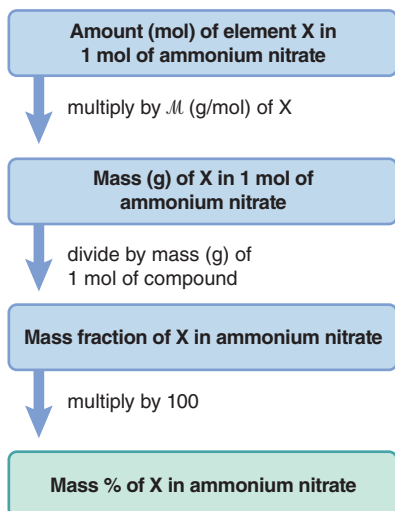 Amount (mol) of element X in
1 mol of ammonium nitrate
multiply by ℳ (g/mol) of X
Mass (g) of X in 1 mol of
ammonium nitrate
divide by mass (g) of
1 mol of compound
Mass fraction of X in ammonium nitrate
multiply by 100
Mass % of X in ammonium nitrate